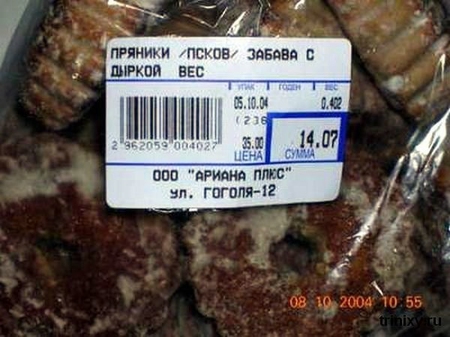 ПРЯНИКИ /ПСКОВ/ ЗАБАВА С
ДЫРКОЙ ВЕС
УПАК ГОДЕН ВЕС
05.10.04 0.402
35.00 14.07
ЦЕНА СУММА
2 962059 004027
ООО "АРИАНА ПЛЮС"
УЛ. ГОГОЛЯ-12
08 10 2004 10:55
trinixy.ru